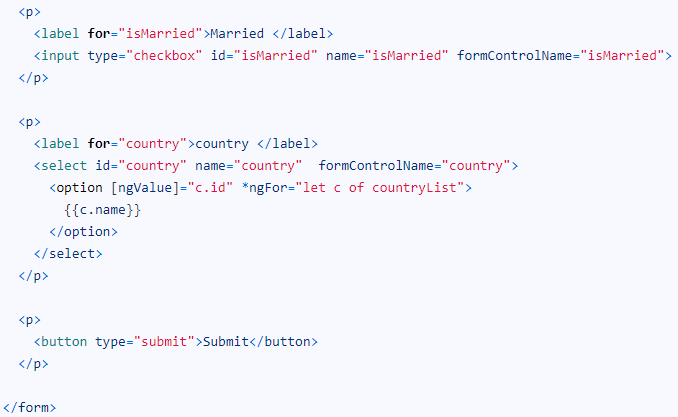 <p>
<label for="isMarried">Married </label>
<input type="checkbox" id="isMarried" name="isMarried" formControlName="isMarried">
</p>
<p>
<label for="country">country </label>
<select id="country" name="country"  formControlName="country">
<option [ngValue]="c.id" *ngFor="let c of countryList">
{{c.name}}
</option>
</select>
</p>
<p>
<button type="submit">Submit</button>
</p>
</form>